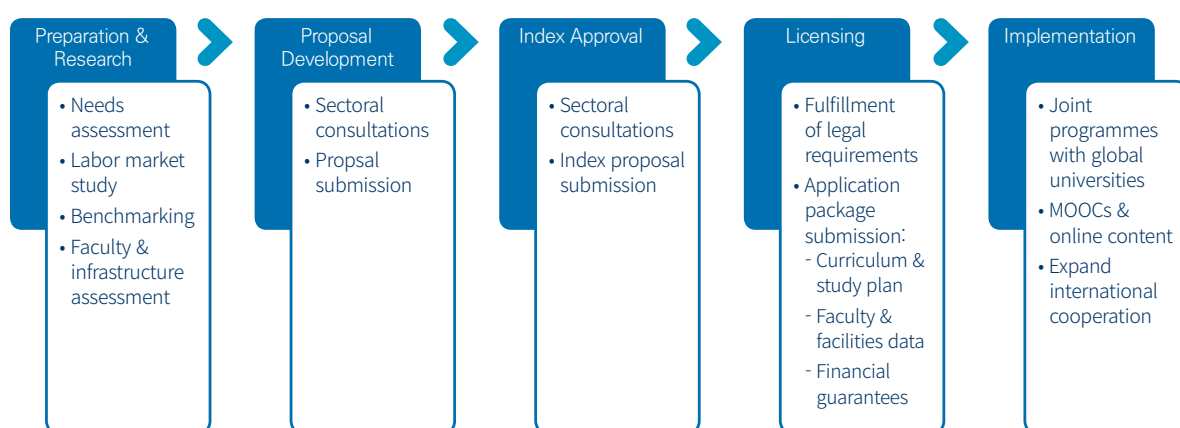 Preparation &
Research
• Needs
assessment
• Labor market
study
• Benchmarking
• Faculty &
infrastructure
assessment
Proposal
Development
• Sectoral
consultations
• Propsal
submission
Index Approval
• Sectoral
consultations
• Index proposal
submission
Licensing
• Fulfillment
of legal
requirements
• Application
package
submission:
- Curriculum &
study plan
- Faculty &
facilities data
- Financial
guarantees
Implementation
• Joint
programmes
with global
universities
• MOOCs &
online content
• Expand
international
cooperation